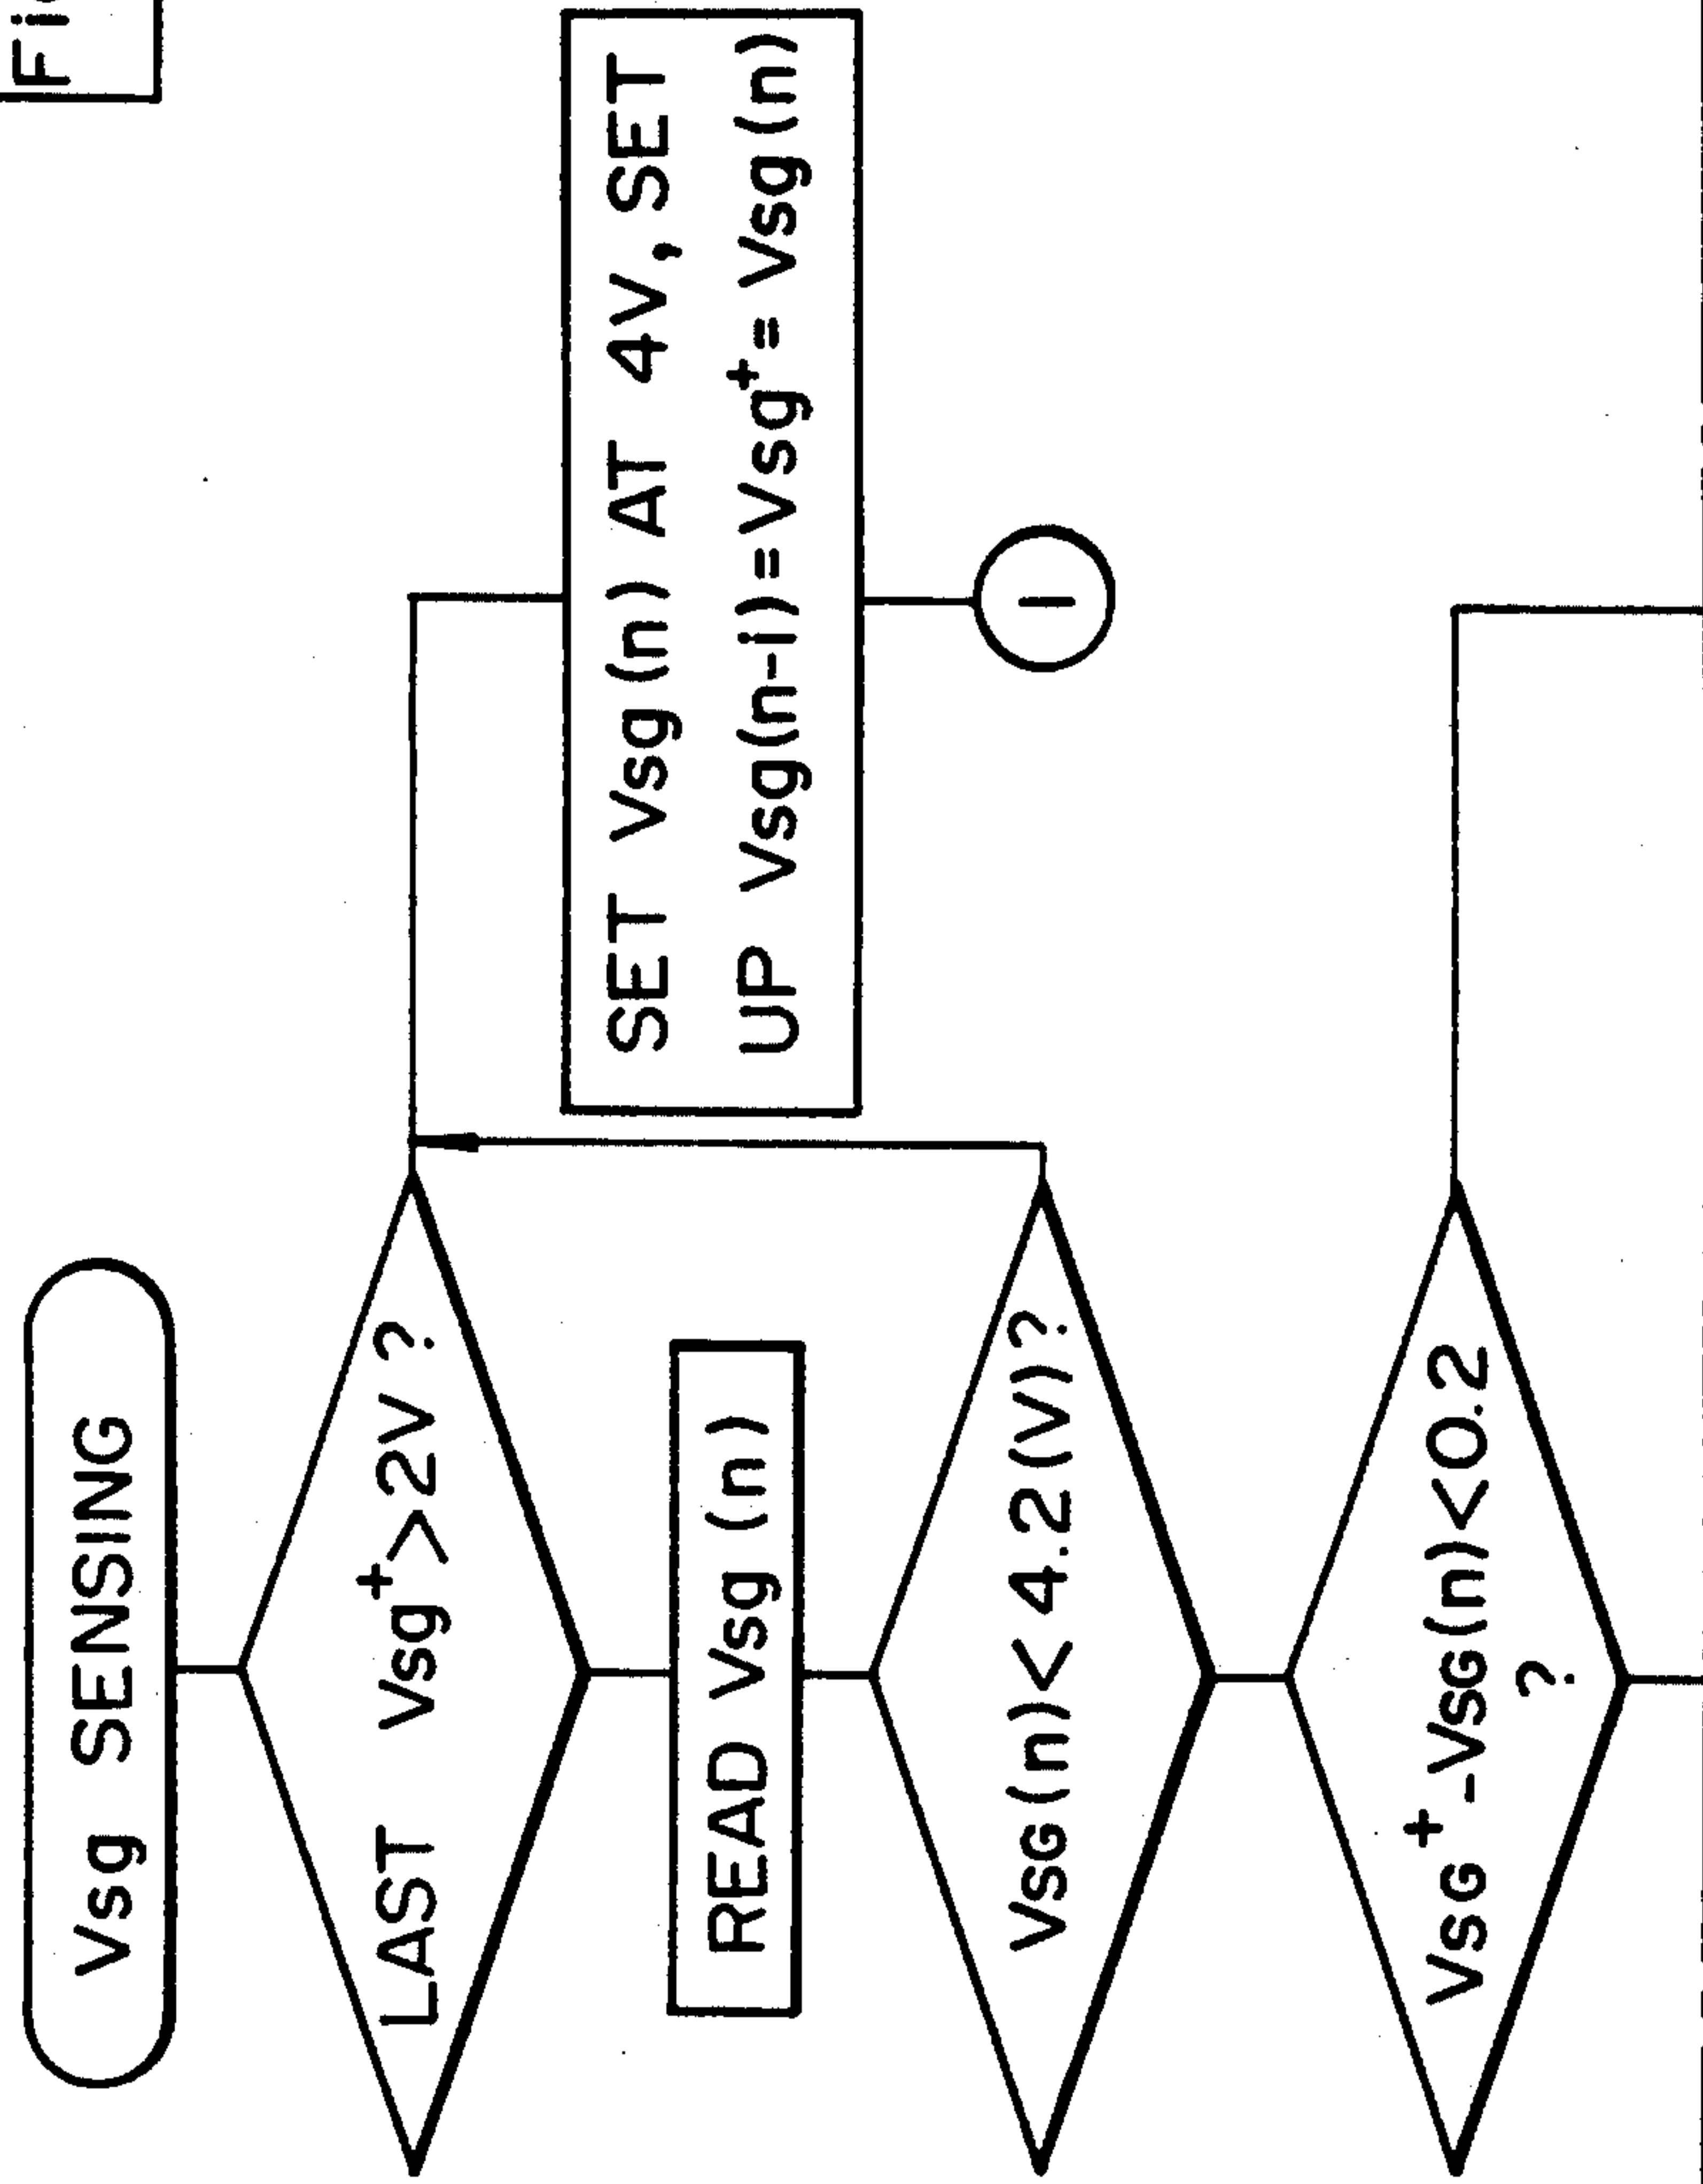 Vsg SENSING
LAST Vsg⁺>2V ?
SET Vsg(n) AT 4V, SET
UP Vsg(n-i)=Vsg⁺= Vsg(n)
1
READ Vsg (n)
VSG(n)< 4.2(V)?
VSG⁺-VSG(n)<0.2
?